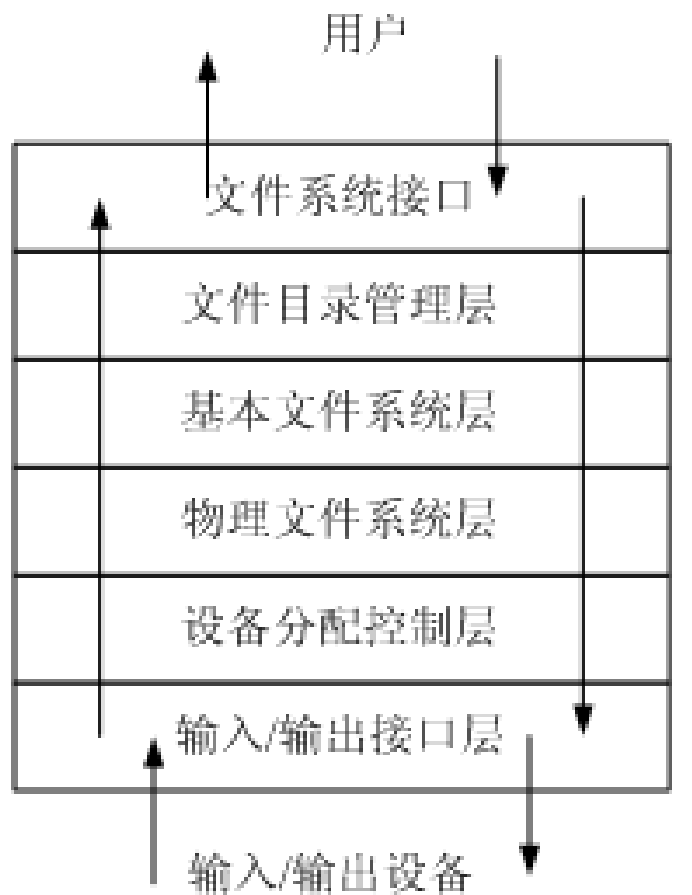 用户
文件系统接口
文件目录管理层
基本文件系统层
物理文件系统层
设备分配控制层
输入/输出接口层
输入/输出设备